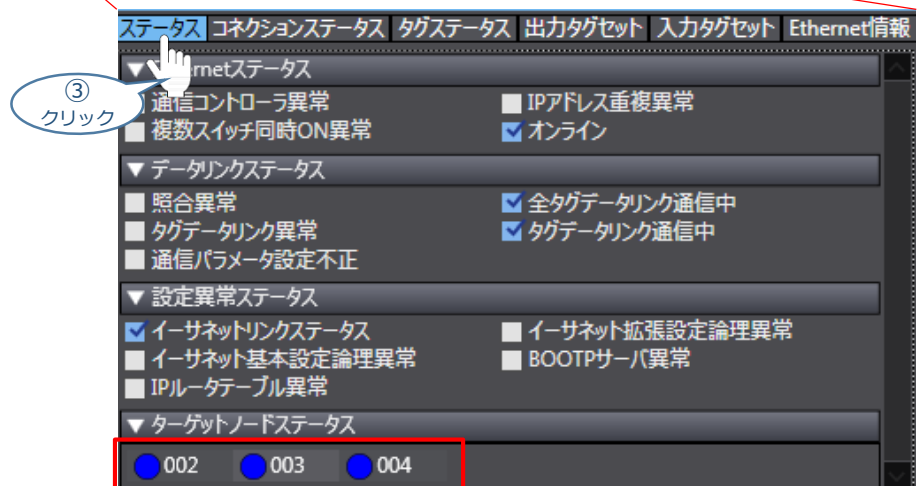 ステータス コネクションステータス タグステータス 出力タグセット 入力タグセット Ethernet情報
▼ rnetステータス
③
クリック
通信コントローラ異常 IPアドレス重複異常
複数スイッチ同時ON異常 オンライン
▼ データリンクステータス
照合異常 全タグデータリンク通信中
タグデータリンク異常 タグデータリンク通信中
通信パラメータ設定不正
▼ 設定異常ステータス
イーサネットリンクステータス イーサネット拡張設定論理異常
イーサネット基本設定論理異常 BOOTPサーバ異常
IPルータテーブル異常
▼ ターゲットノードステータス
002 003 004